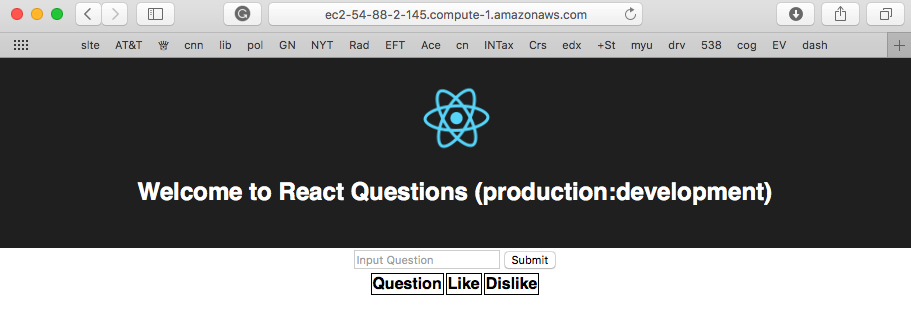 ec2-54-88-2-145.compute-1.amazonaws.com
slte AT&T cnn lib pol GN NYT Rad EFT Ace cn INTax Crs edx +St myu drv 538 cog EV dash
Welcome to React Questions (production:development)
Input Question Submit
Question Like Dislike